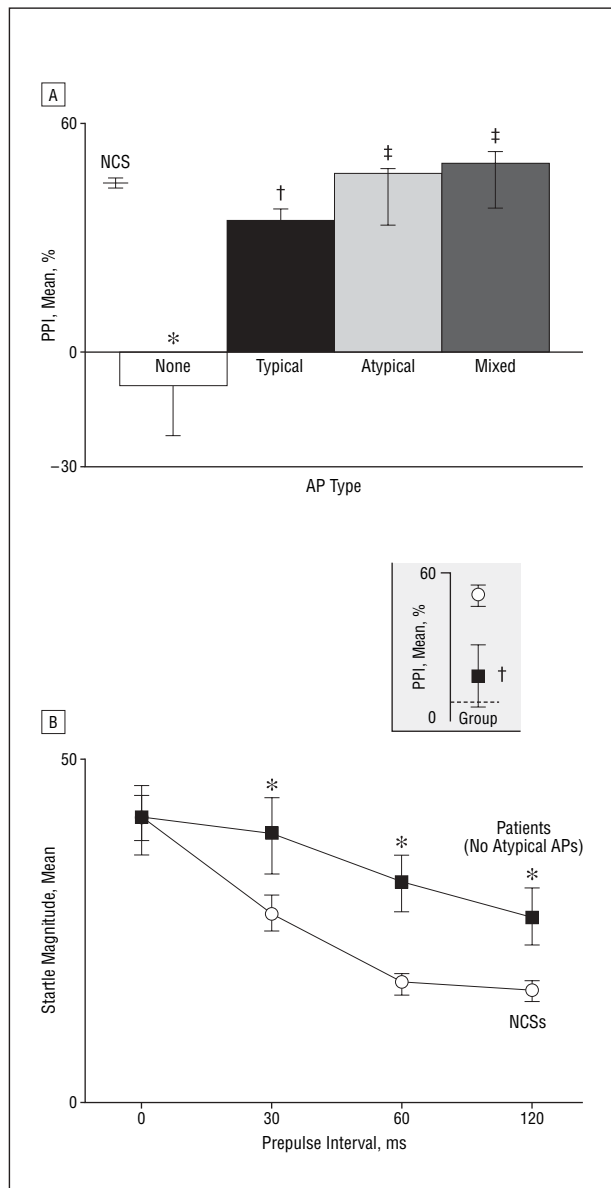 A
60
NCS
‡
‡
†
PPI, Mean, %
*
0
None
Typical
Atypical
Mixed
−30
AP Type
60
PPI, Mean, %
†
0
Group
B
50
*
Patients
(No Atypical APs)
*
*
Startle Magnitude, Mean
NCSs
0
0
30
60
120
Prepulse Interval, ms